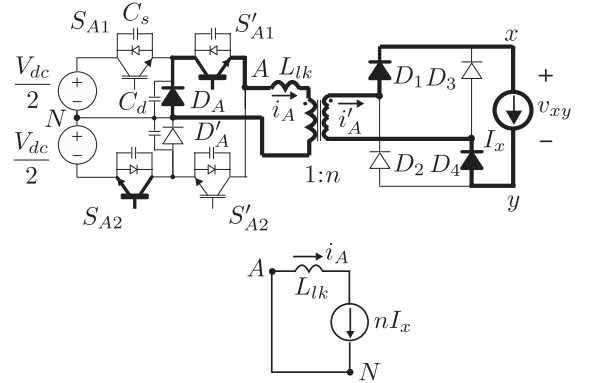 S_{A1} C_s S'_{A1}
V_{dc}/2 + − N C_d D_A A L_{lk} i_A i'_A D_1 D_3 x + v_{xy} −
V_{dc}/2 + − D'_A 1:n D_2 D_4 I_x y
S_{A2} S'_{A2}
A i_A L_{lk}
nI_x
N